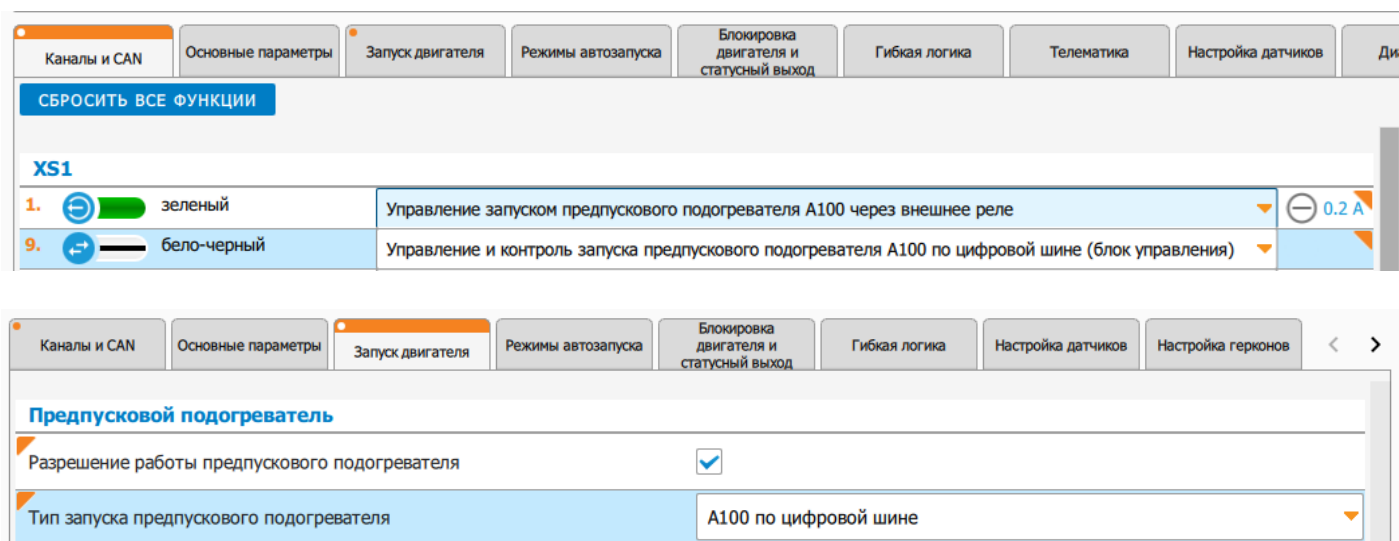 Каналы и CAN
Основные параметры
Запуск двигателя
Режимы автозапуска
Блокировка
двигателя и
статусный выход
Гибкая логика
Телематика
Настройка датчиков
СБРОСИТЬ ВСЕ ФУНКЦИИ
XS1
1. зеленый Управление запуском предпускового подогревателя A100 через внешнее реле 0.2 A
9. бело-черный Управление и контроль запуска предпускового подогревателя A100 по цифровой шине (блок управления)
Каналы и CAN
Основные параметры
Запуск двигателя
Режимы автозапуска
Блокировка
двигателя и
статусный выход
Гибкая логика
Настройка датчиков
Настройка герконов
Предпусковой подогреватель
Разрешение работы предпускового подогревателя
Тип запуска предпускового подогревателя A100 по цифровой шине